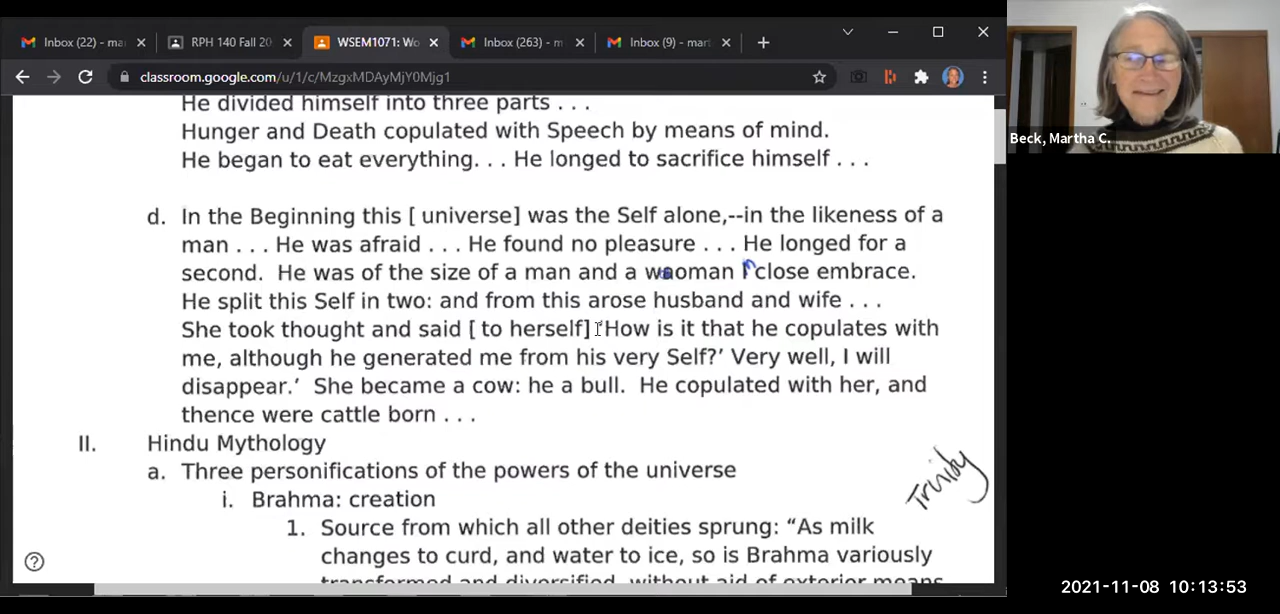 Inbox (22) - ma
RPH 140 Fall 20
WSEM1071: Wo
Inbox (263) - m
Inbox (9) - mart
classroom.google.com/u/1/c/MzgxMDAyMjY0Mjg1
Beck, Martha C.
He divided himself into three parts . . .
Hunger and Death copulated with Speech by means of mind.
He began to eat everything. . . He longed to sacrifice himself . . .
d. In the Beginning this [ universe] was the Self alone,--in the likeness of a
man . . . He was afraid . . . He found no pleasure . . . He longed for a
second. He was of the size of a man and a waoman I close embrace.
He split this Self in two: and from this arose husband and wife . . .
She took thought and said [ to herself] 'How is it that he copulates with
me, although he generated me from his very Self?' Very well, I will
disappear.' She became a cow: he a bull. He copulated with her, and
thence were cattle born . . .
II. Hindu Mythology
a. Three personifications of the powers of the universe
Trinity
i. Brahma: creation
1. Source from which all other deities sprung: "As milk
changes to curd, and water to ice, so is Brahma variously
transformed and diversified, without aid of exterior means
2021-11-08 10:13:53